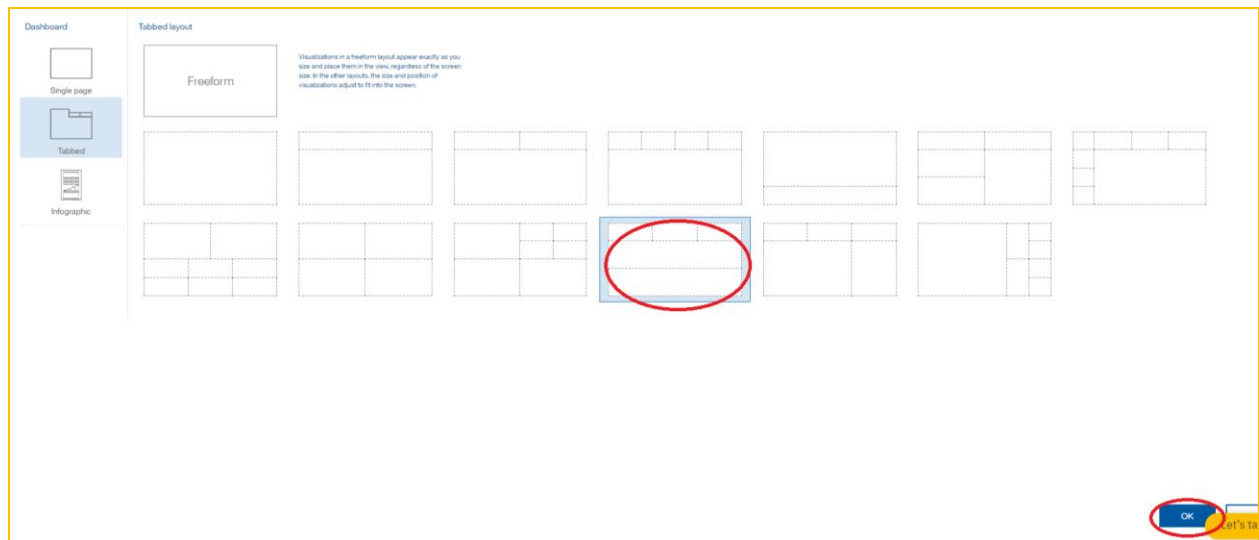 Dashboard
Tabbed layout
Single page
Tabbed
Infographic
Freeform
Visualizations in a freeform layout appear exactly as you
size and place them in the view, regardless of the screen
size. In the other layouts, the size and position of
visualizations adjust to fit into the screen.
OK
Let's ta